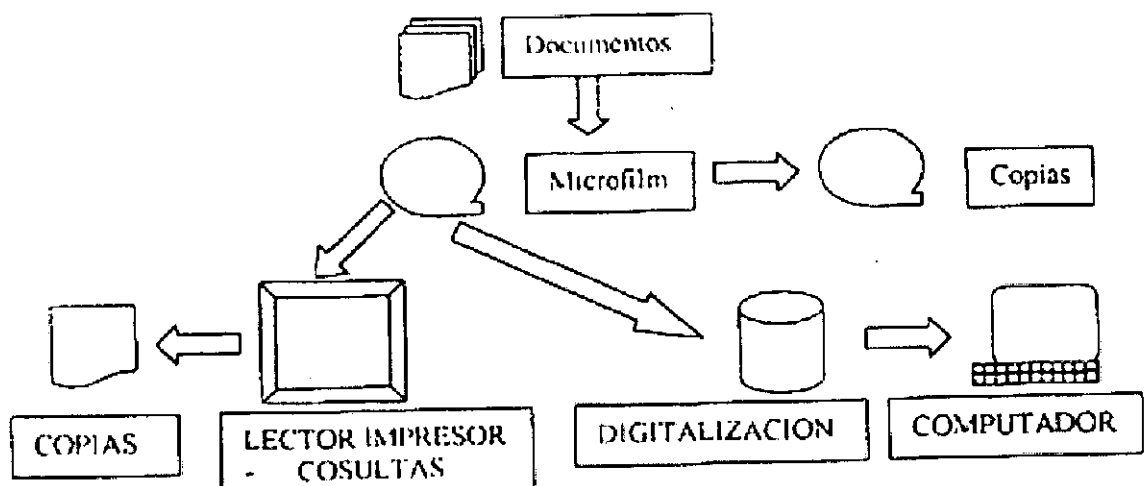 Documentos
Microfilm
Copias
COPIAS
LECTOR IMPRESOR
- COSULTAS
DIGITALIZACION
COMPUTADOR